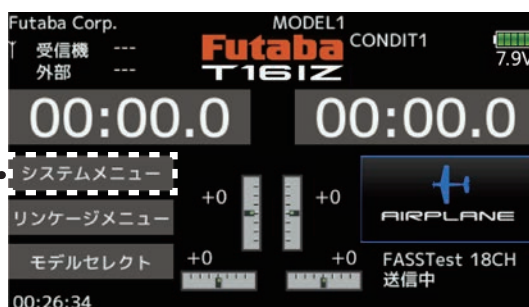 Futaba Corp.
MODEL1
受信機 ---
外部 ---
Futaba
T16IZ
CONDIT1
7.9V
00:00.0
00:00.0
システムメニュー
リンケージメニュー
モデルセレクト
+0
+0
+0
+0
AIRPLANE
FASSTest 18CH
送信中
00:26:34